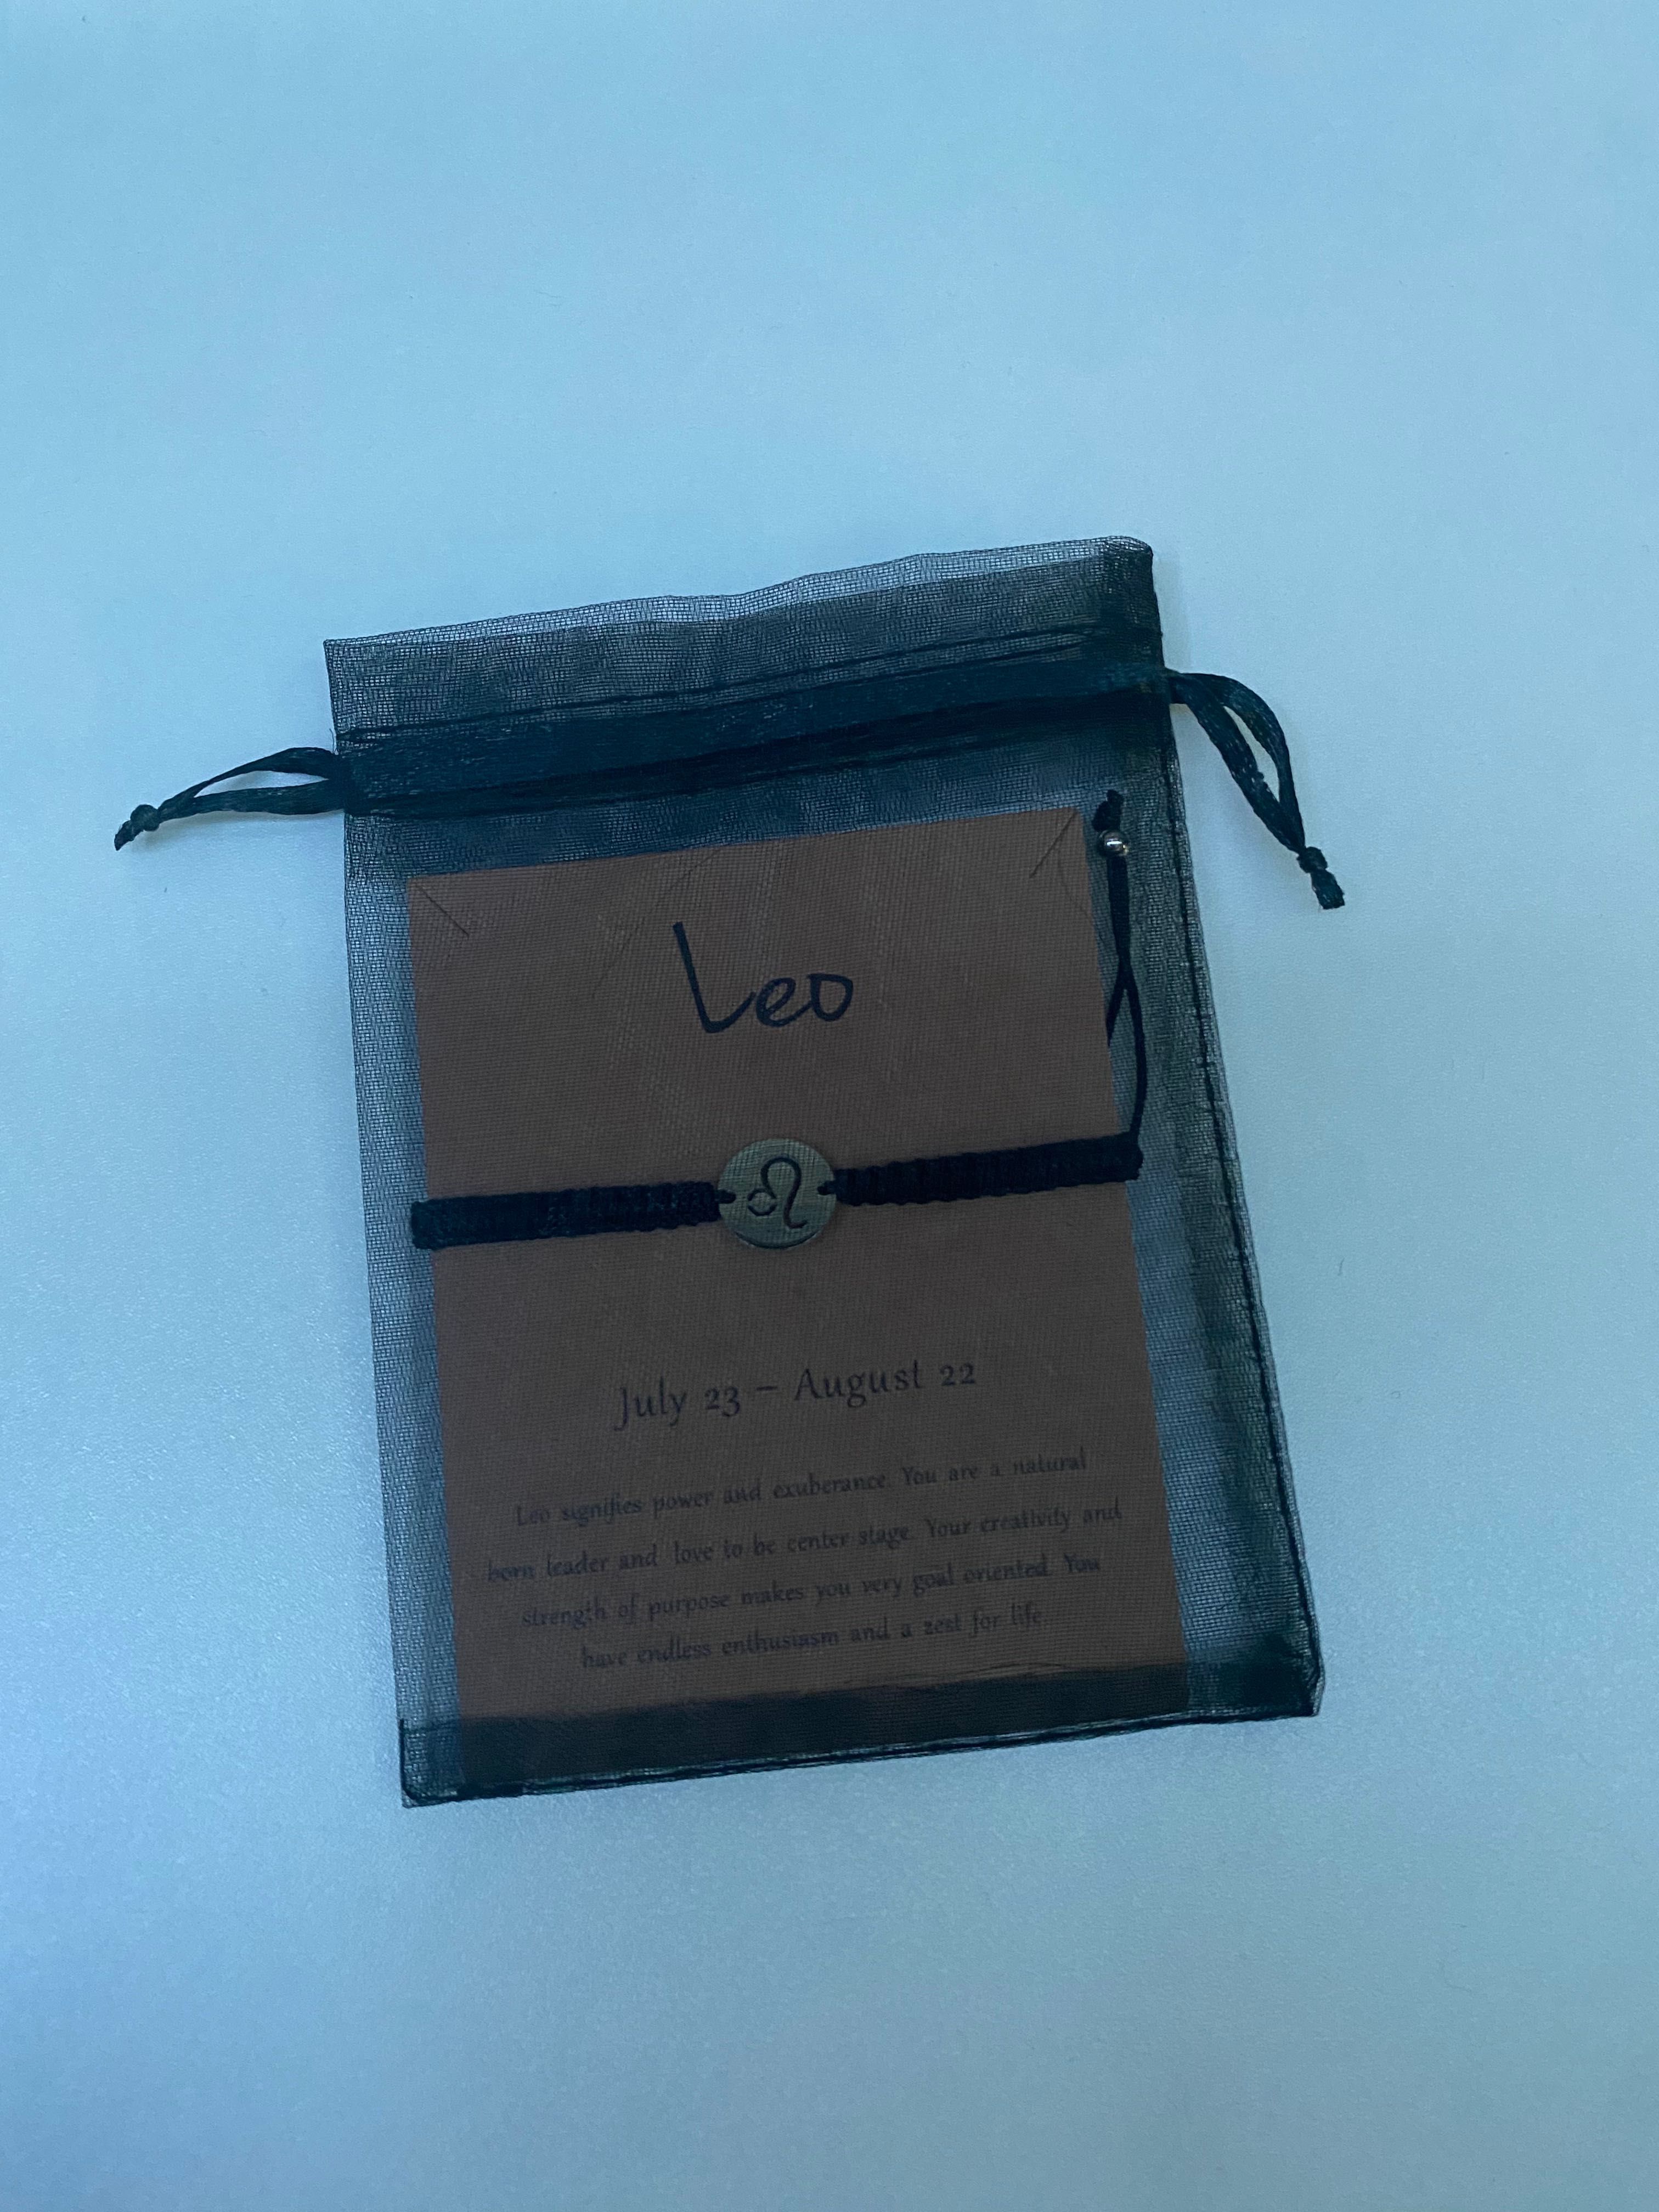 Leo
July 23 – August 22
Leo signifies power and exuberance. You are a natural
born leader and love to be center stage. Your creativity and
strength of purpose makes you very goal oriented. You
have endless enthusiasm and a zest for life